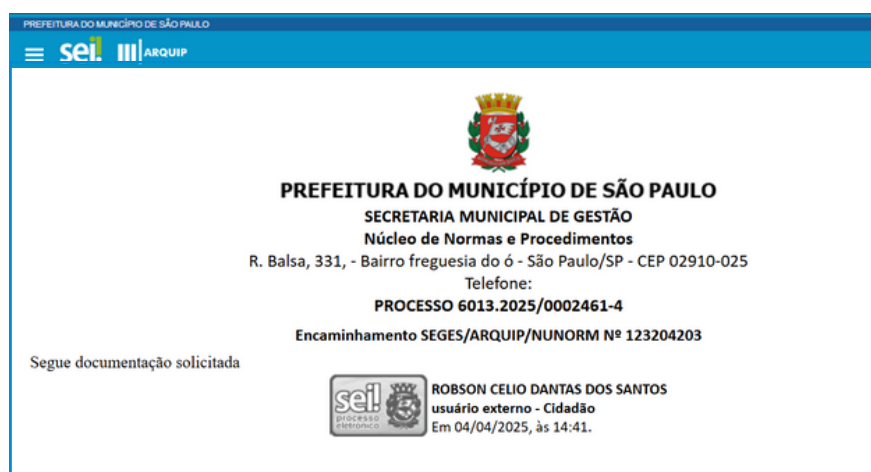 PREFEITURA DO MUNICÍPIO DE SÃO PAULO
sei! ARQUIP
PREFEITURA DO MUNICÍPIO DE SÃO PAULO
SECRETARIA MUNICIPAL DE GESTÃO
Núcleo de Normas e Procedimentos
R. Balsa, 331, - Bairro freguesia do ó - São Paulo/SP - CEP 02910-025
Telefone:
PROCESSO 6013.2025/0002461-4
Encaminhamento SEGES/ARQUIP/NUNORM Nº 123204203
Segue documentação solicitada
sei!
processo
eletrônico
ROBSON CELIO DANTAS DOS SANTOS
usuário externo - Cidadão
Em 04/04/2025, às 14:41.